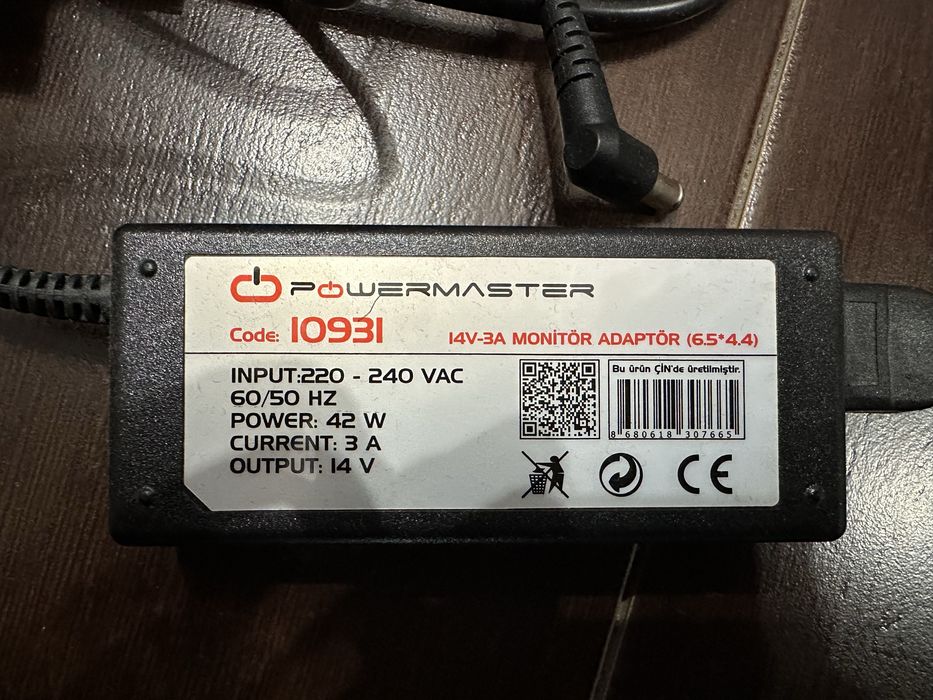 POWERMASTER
Code: 10931
14V-3A MONİTÖR ADAPTÖR (6.5*4.4)
INPUT:220 - 240 VAC
60/50 HZ
POWER: 42 W
CURRENT: 3 A
OUTPUT: 14 V
Bu ürün ÇİN'de üretilmiştir.
8 680618 307665
CE